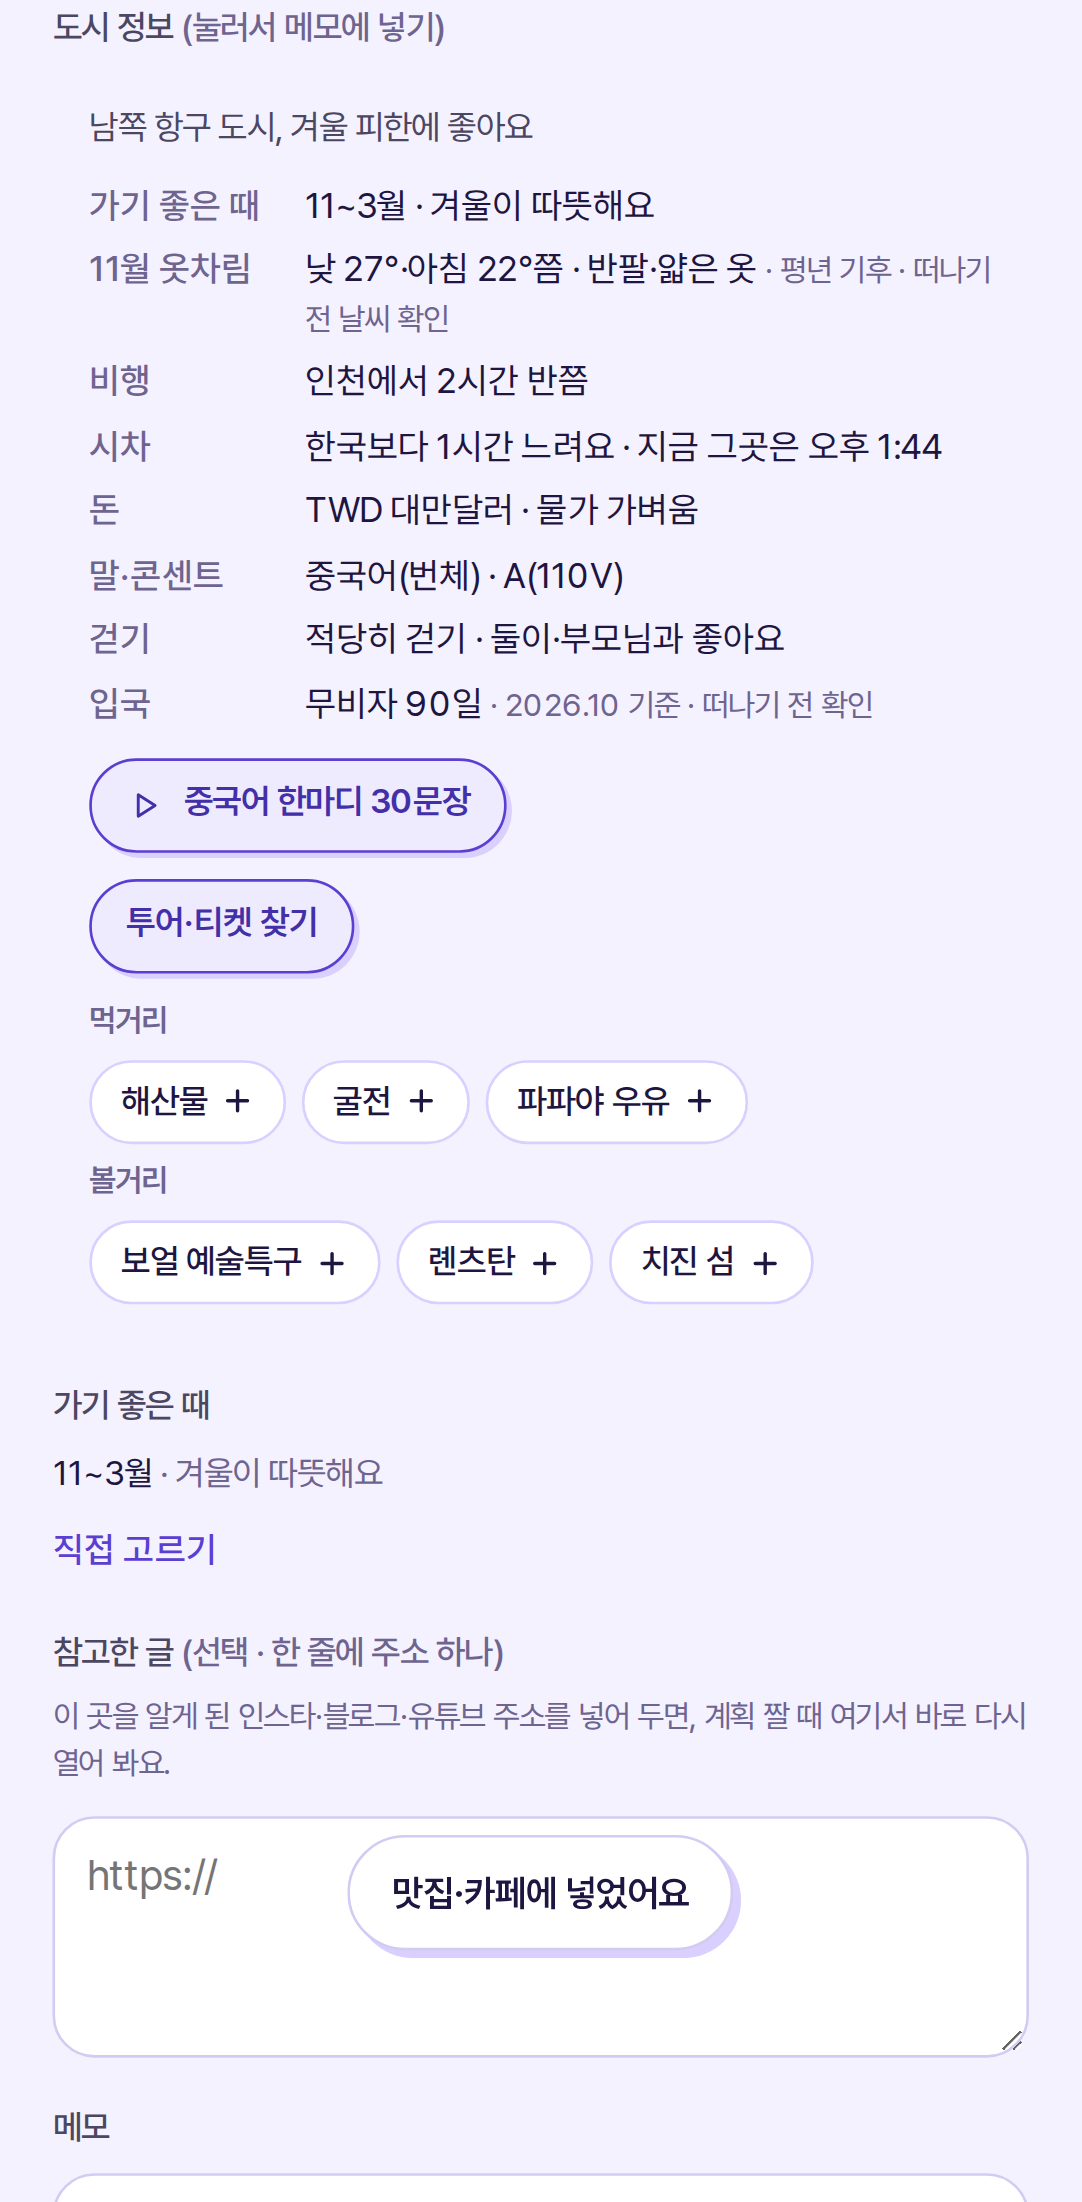 도시 정보 (눌러서 메모에 넣기)
남쪽 항구 도시, 겨울 피한에 좋아요
가기 좋은 때 11~3월 · 겨울이 따뜻해요
11월 옷차림 낮 27°·아침 22°쯤 · 반팔·얇은 옷 · 평년 기후 · 떠나기
전 날씨 확인
비행 인천에서 2시간 반쯤
시차 한국보다 1시간 느려요 · 지금 그곳은 오후 1:44
돈 TWD 대만달러 · 물가 가벼움
말·콘센트 중국어(번체) · A(110V)
걷기 적당히 걷기 · 둘이·부모님과 좋아요
입국 무비자 90일 · 2026.10 기준 · 떠나기 전 확인
중국어 한마디 30문장
투어·티켓 찾기
먹거리
해산물 + 굴전 + 파파야 우유 +
볼거리
보얼 예술특구 + 롄츠탄 + 치진 섬 +
가기 좋은 때
11~3월 · 겨울이 따뜻해요
직접 고르기
참고한 글 (선택 · 한 줄에 주소 하나)
이 곳을 알게 된 인스타·블로그·유튜브 주소를 넣어 두면, 계획 짤 때 여기서 바로 다시
열어 봐요.
https://
맛집·카페에 넣었어요
메모